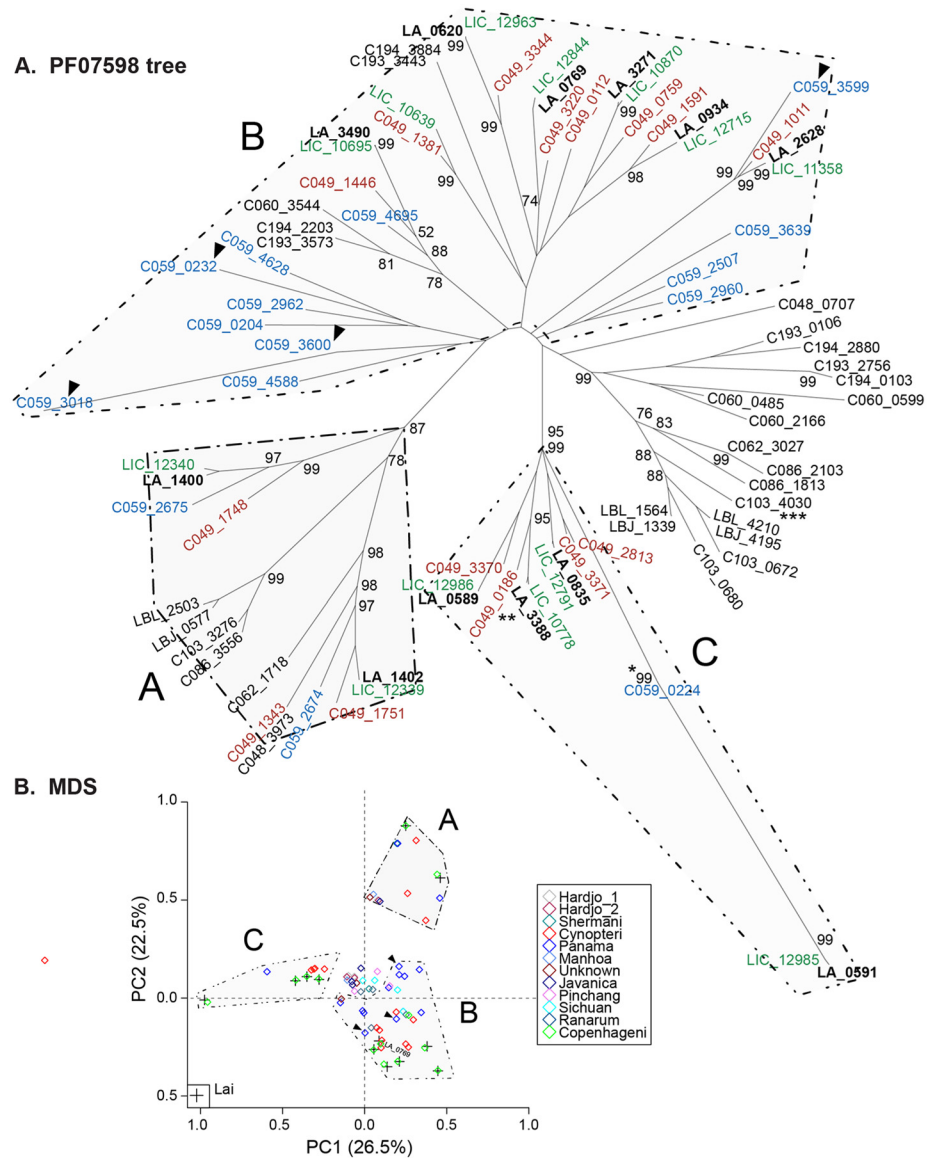 A. PF07598 tree
LIC_12963
LA_0620
99
C194_3884
C193_3443
C049_3344
LIC_12844
LA_0769
C049_3220
C049_0112
LA_3271
LIC_10870
99
C049_0759
C049_1591
LA_0934
LIC_12715
98
C059_3599
C049_1011
LA_2628
LIC_11358
99
99
99
B
LIC_10639
C049_1381
99
99
74
LA_3490
LIC_10695
99
C049_1446
C060_3544
C059_4695
52
88
C194_2203
C193_3573
81
78
C059_4628
C059_0232
C059_2962
C059_0204
C059_3600
C059_4588
C059_3018
C059_3639
C059_2507
C059_2960
C048_0707
C193_0106
C194_2880
C193_2756
99
C194_0103
C060_0599
99
C060_0485
C060_2166
76
83
C062_3027
88
99
C086_2103
C086_1813
88
C103_4030
***
LBL_1564
LBJ_1339
LBL_4210
LBJ_4195
C103_0672
C103_0680
87
78
97
99
LIC_12340
LA_1400
C059_2675
C049_1748
99
98
98
97
LBL_2503
LBJ_0577
C103_3276
C086_3556
C062_1718
A
LA_1402
LIC_12339
C049_1343
C048_3973
C059_2674
C049_1751
95
99
95
C049_3370
LIC_12986
LA_0589
C049_0186
**
LA_3388
LIC_10778
LIC_12791
LA_0835
C049_3371
C049_2813
C
*
99
C059_0224
99
LIC_12985
LA_0591
B. MDS
1.0
0.5
0.0
0.5
PC2 (22.5%)
A
C
B
LA_0769
Lai
1.0
0.5
0.0
0.5
1.0
PC1 (26.5%)
Hardjo_1
Hardjo_2
Shermani
Cynopteri
Panama
Manhoa
Unknown
Javanica
Pinchang
Sichuan
Ranarum
Copenhageni